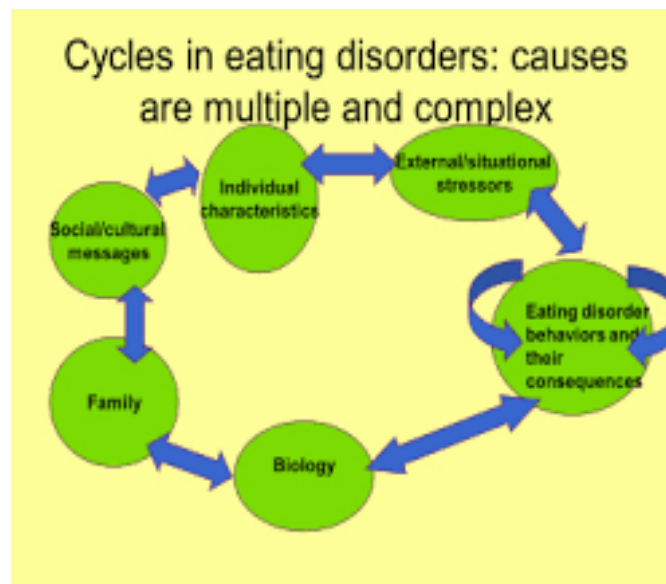 Cycles in eating disorders: causes
are multiple and complex
Individual
characteristics
External/situational
stressors
Social/cultural
messages
Eating disorder
behaviors and
their
consequences
Family
Biology